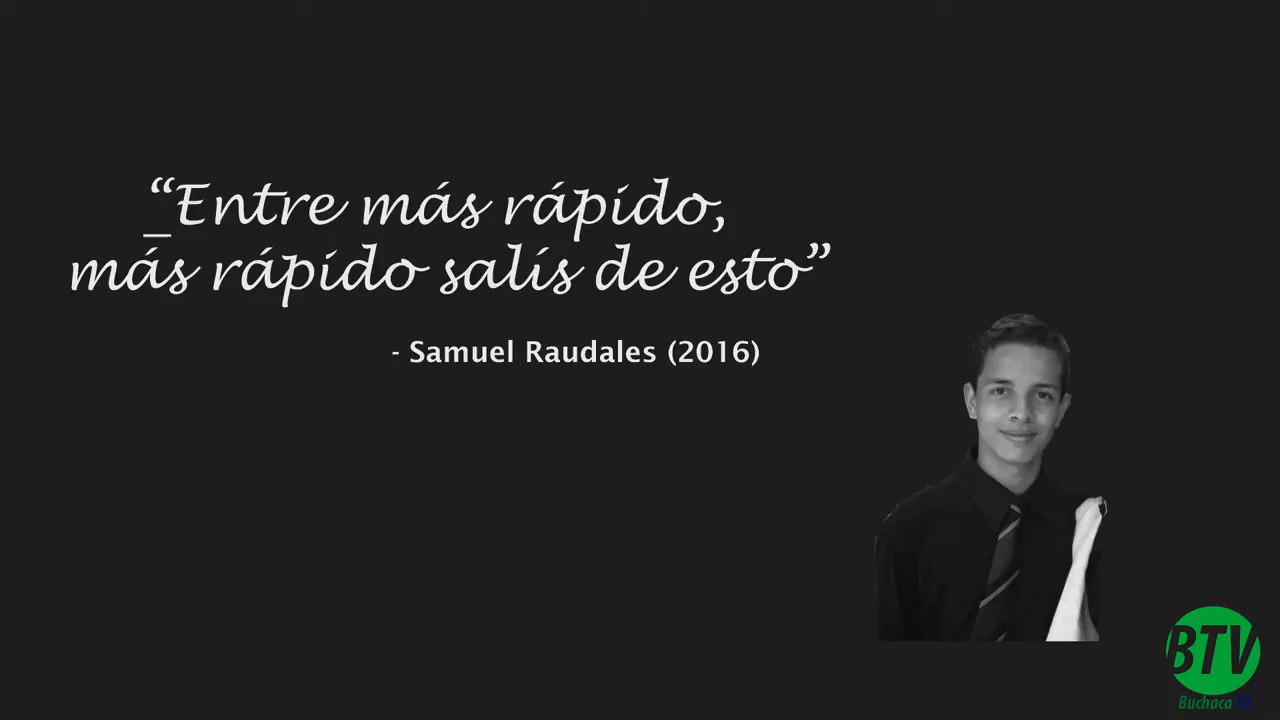 “Entre más rápido,
más rápido salís de esto”
- Samuel Raudales (2016)
BTV
Buchaca TV